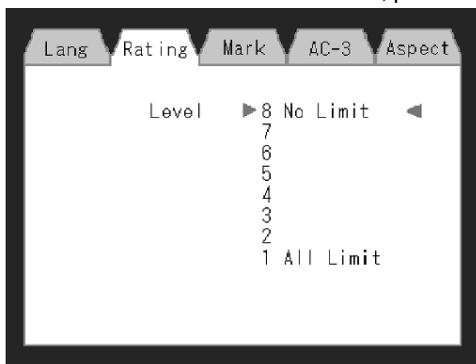 Lang Rating Mark AC-3 Aspect
Level ▶ 8 No Limit ◀
7
6
5
4
3
2
1 All Limit